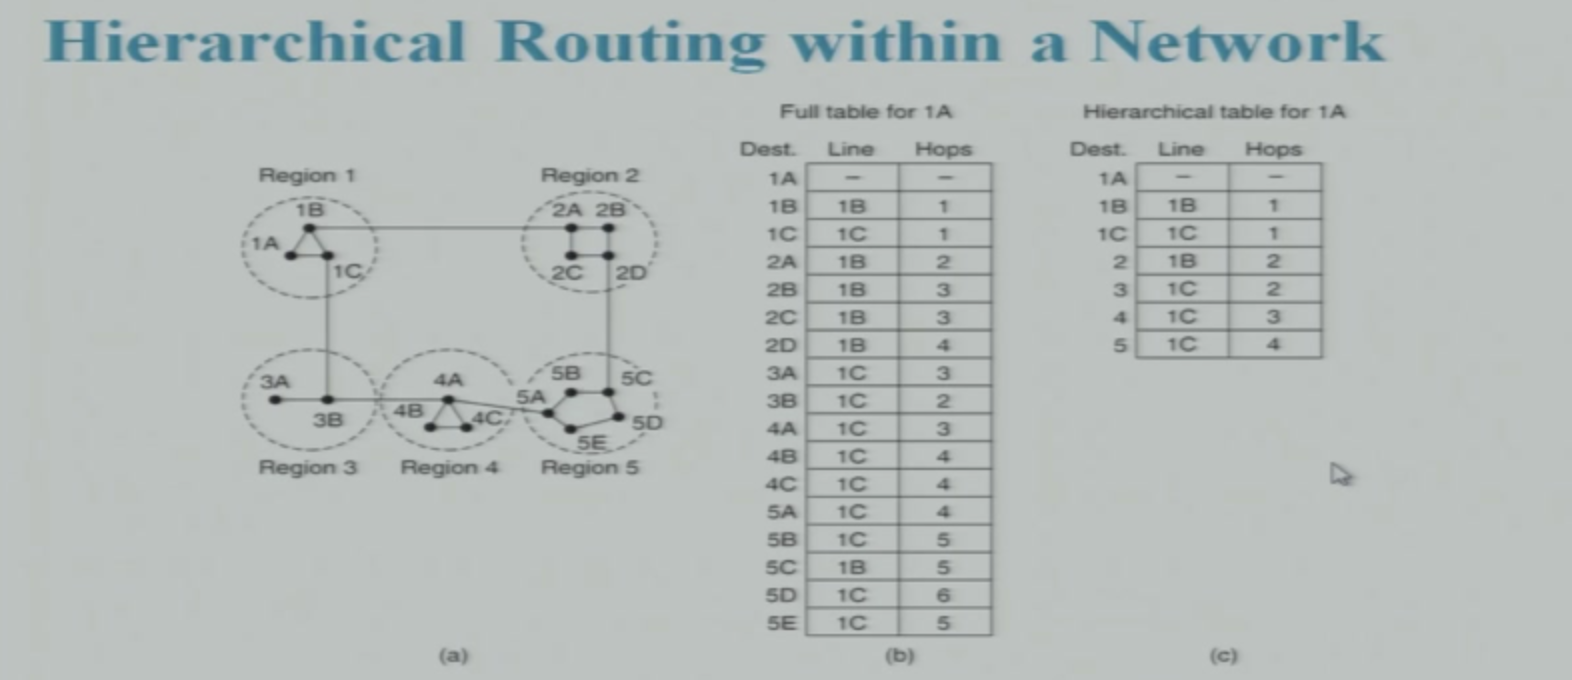 Hierarchical Routing within a Network
Full table for 1A
Hierarchical table for 1A
Region 1
Region 2
1B
1A
1C
2A 2B
2C 2D
3A
3B
4A
4B
4C
5A
5B
5C
5D
5E
Region 3
Region 4
Region 5
(a)
Dest. Line Hops
1A – –
1B 1B 1
1C 1C 1
2A 1B 2
2B 1B 3
2C 1B 3
2D 1B 4
3A 1C 3
3B 1C 2
4A 1C 3
4B 1C 4
4C 1C 4
5A 1C 4
5B 1C 5
5C 1B 5
5D 1C 6
5E 1C 5
(b)
Dest. Line Hops
1A – –
1B 1B 1
1C 1C 1
2 1B 2
3 1C 2
4 1C 3
5 1C 4
(c)